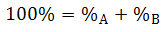 100% = %A + %B